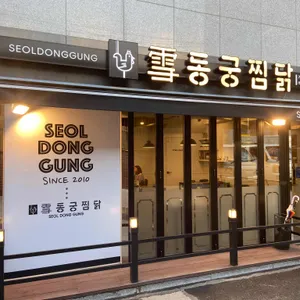 SEOLDONGGUNG
雪동궁찜닭
SEOL
DONG
GUNG
SINCE 2010
雪동궁찜닭
SEOL DONG GUNG